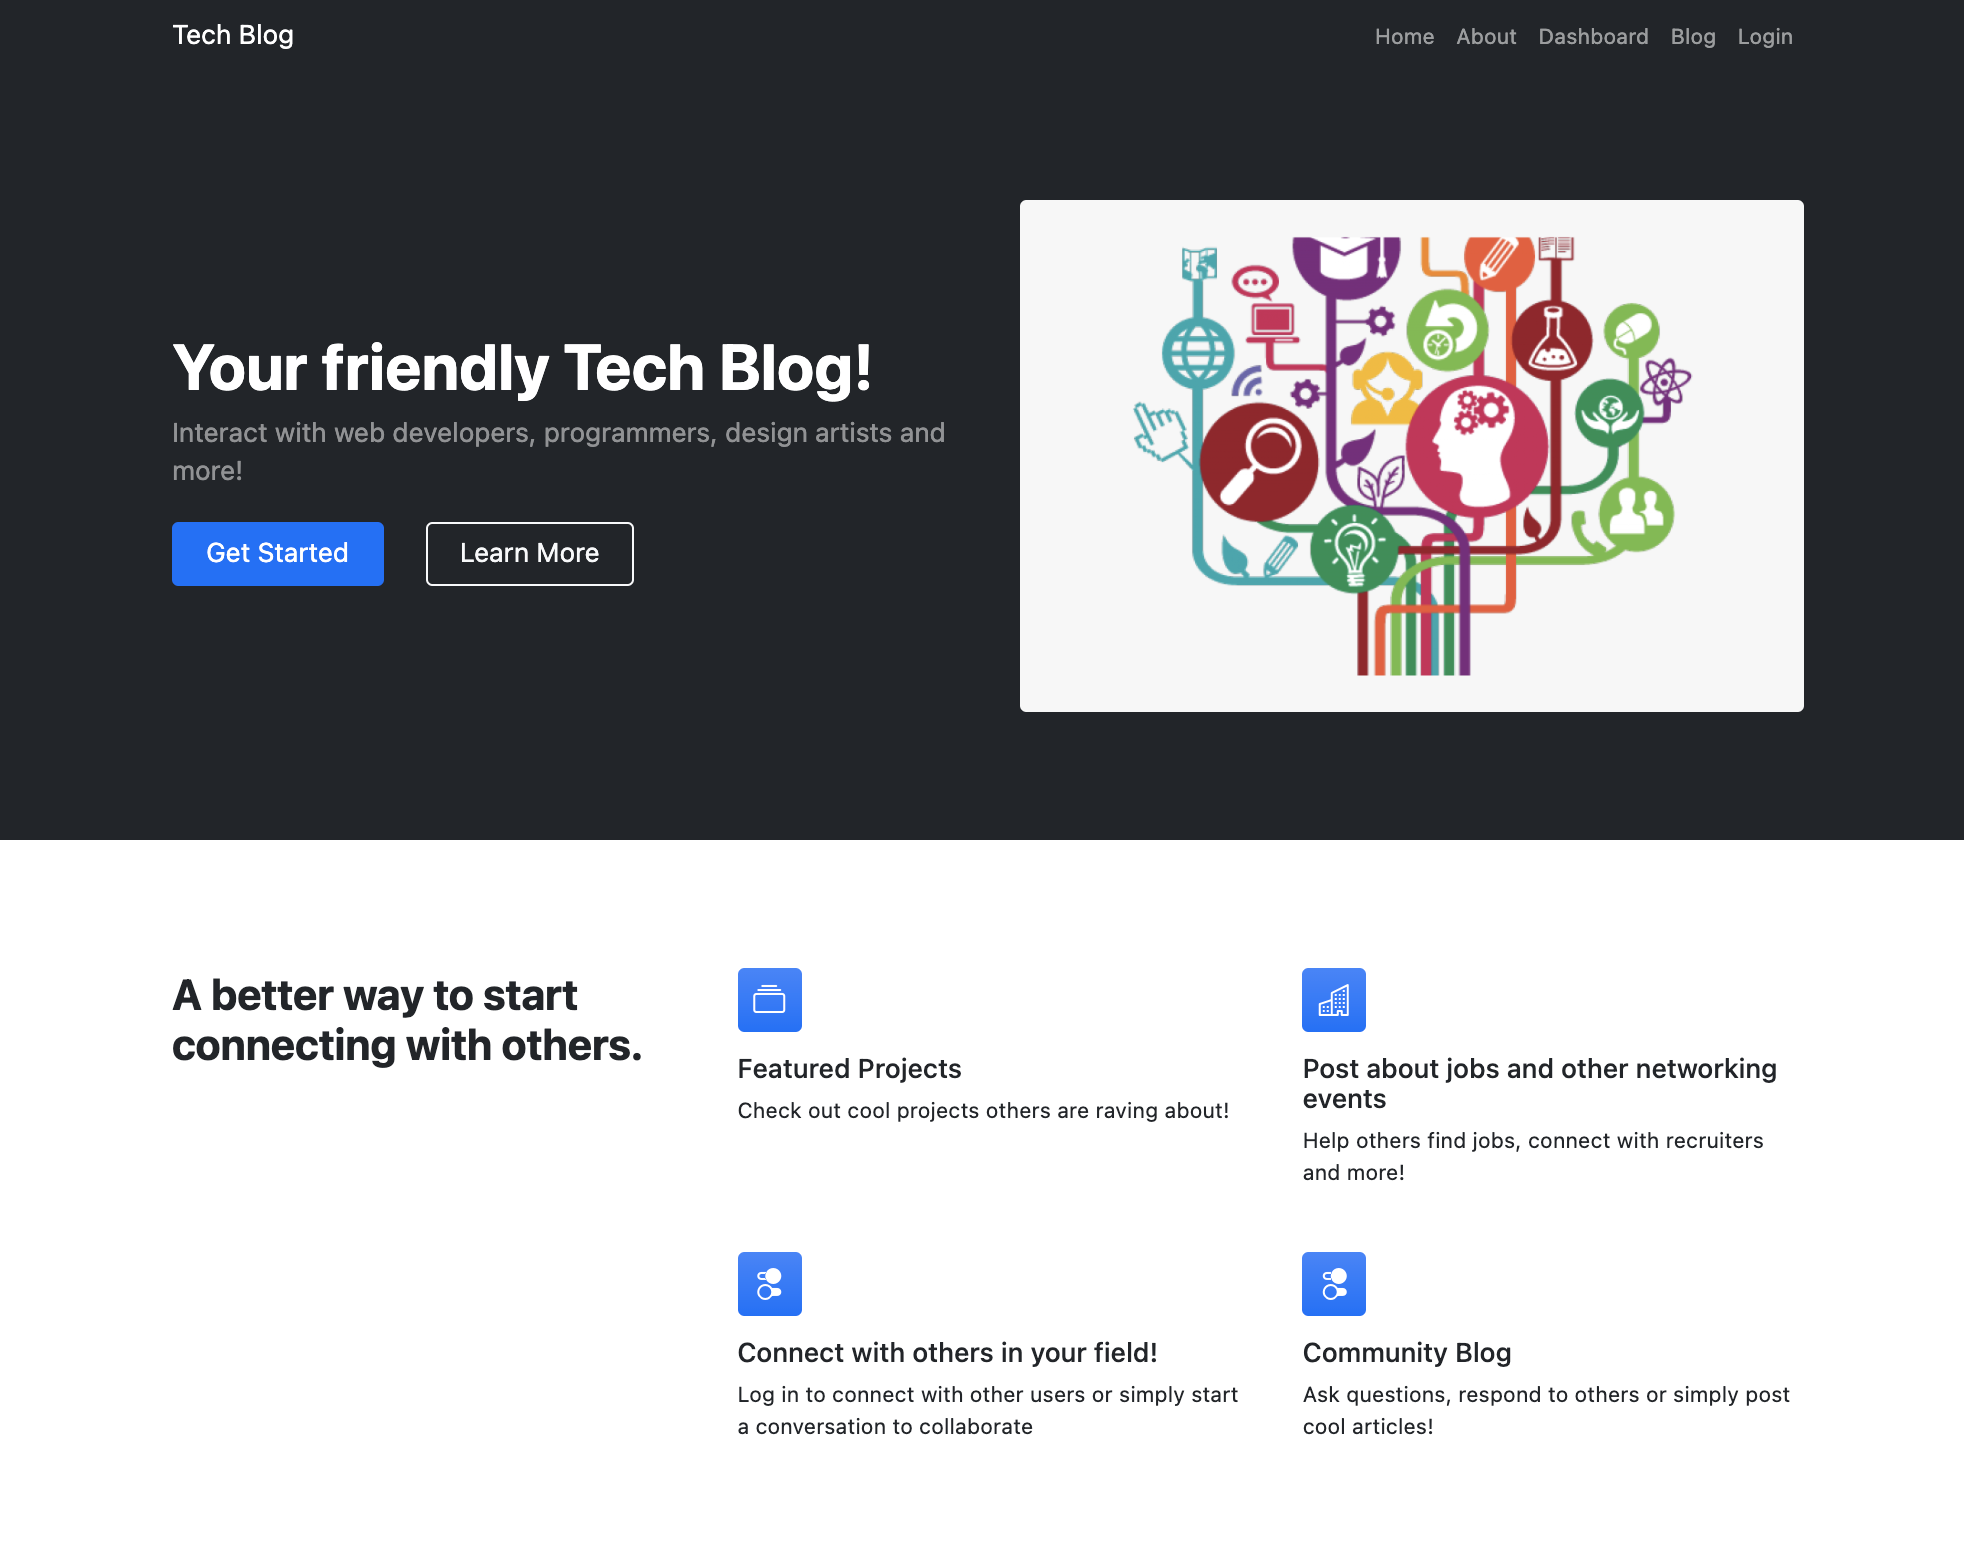 Tech Blog
Home About Dashboard Blog Login
Your friendly Tech Blog!
Interact with web developers, programmers, design artists and
more!
Get Started Learn More
A better way to start
connecting with others.
Featured Projects
Check out cool projects others are raving about!
Post about jobs and other networking
events
Help others find jobs, connect with recruiters
and more!
Connect with others in your field!
Log in to connect with other users or simply start
a conversation to collaborate
Community Blog
Ask questions, respond to others or simply post
cool articles!